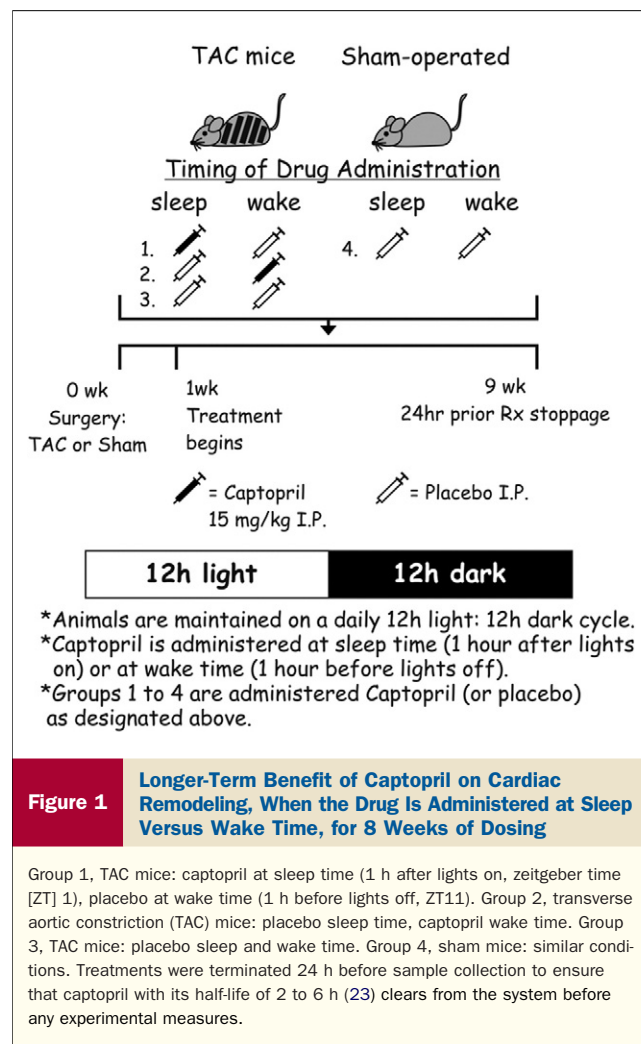 TAC mice Sham-operated
Timing of Drug Administration
sleep wake sleep wake
1. 4.
2.
3.
0 wk 1wk 9 wk
Surgery: Treatment 24hr prior Rx stoppage
TAC or Sham begins
= Captopril = Placebo I.P.
15 mg/kg I.P.
12h light 12h dark
*Animals are maintained on a daily 12h light: 12h dark cycle.
*Captopril is administered at sleep time (1 hour after lights
on) or at wake time (1 hour before lights off).
*Groups 1 to 4 are administered Captopril (or placebo)
as designated above.
Figure 1
Longer-Term Benefit of Captopril on Cardiac
Remodeling, When the Drug Is Administered at Sleep
Versus Wake Time, for 8 Weeks of Dosing
Group 1, TAC mice: captopril at sleep time (1 h after lights on, zeitgeber time
[ZT] 1), placebo at wake time (1 h before lights off, ZT11). Group 2, transverse
aortic constriction (TAC) mice: placebo sleep time, captopril wake time. Group
3, TAC mice: placebo sleep and wake time. Group 4, sham mice: similar condi-
tions. Treatments were terminated 24 h before sample collection to ensure
that captopril with its half-life of 2 to 6 h (23) clears from the system before
any experimental measures.